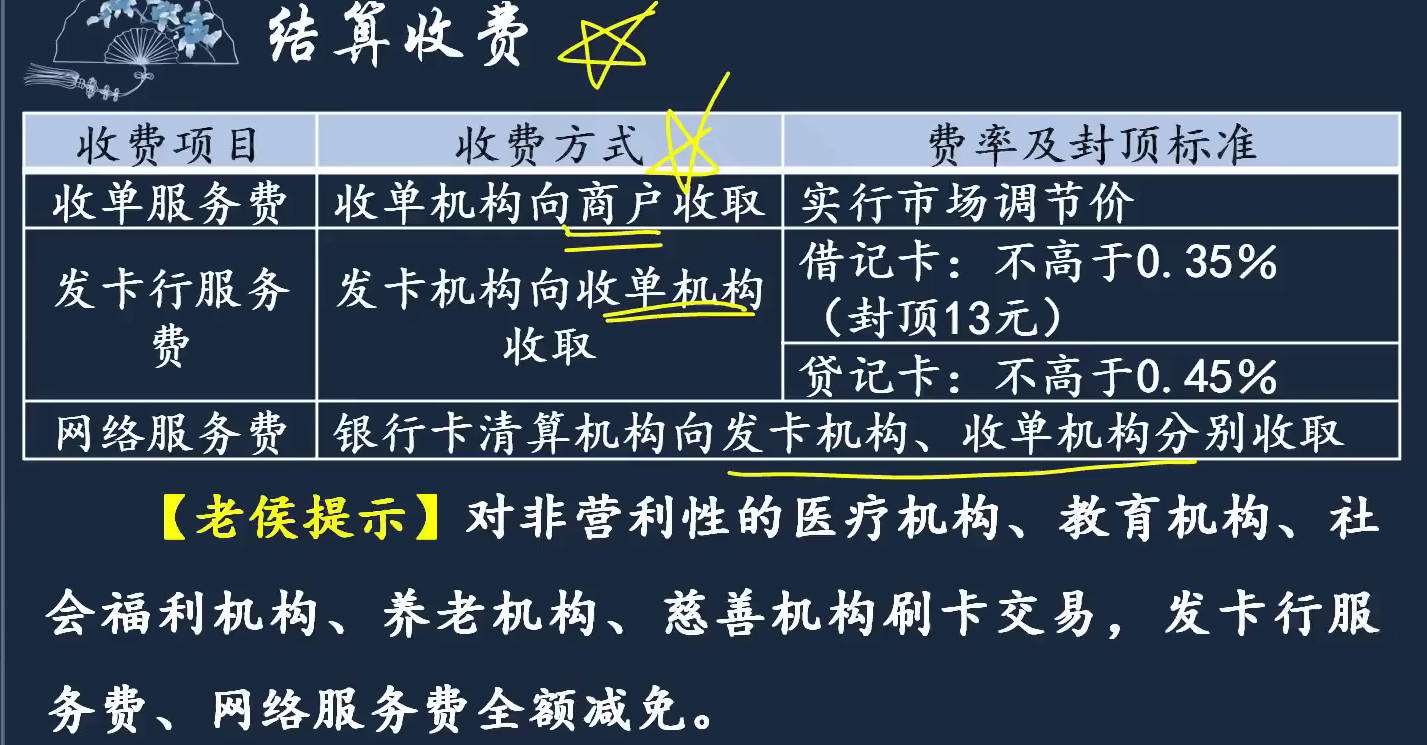 结算收费
收费项目 收费方式 费率及封顶标准
收单服务费 收单机构向商户收取 实行市场调节价
发卡行服务
费
发卡机构向收单机构
收取
借记卡：不高于0.35%
（封顶13元）
贷记卡：不高于0.45%
网络服务费 银行卡清算机构向发卡机构、收单机构分别收取
【老侯提示】对非营利性的医疗机构、教育机构、社
会福利机构、养老机构、慈善机构刷卡交易，发卡行服
务费、网络服务费全额减免。